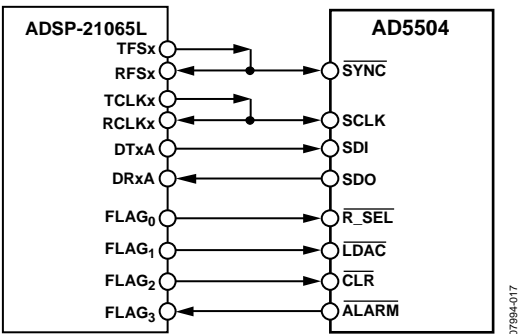 ADSP-21065L
AD5504
TFSx
RFSx
SYNC
TCLKx
RCLKx
SCLK
DTxA
SDI
DRxA
SDO
FLAG0
R_SEL
FLAG1
LDAC
FLAG2
CLR
FLAG3
ALARM
07994-017